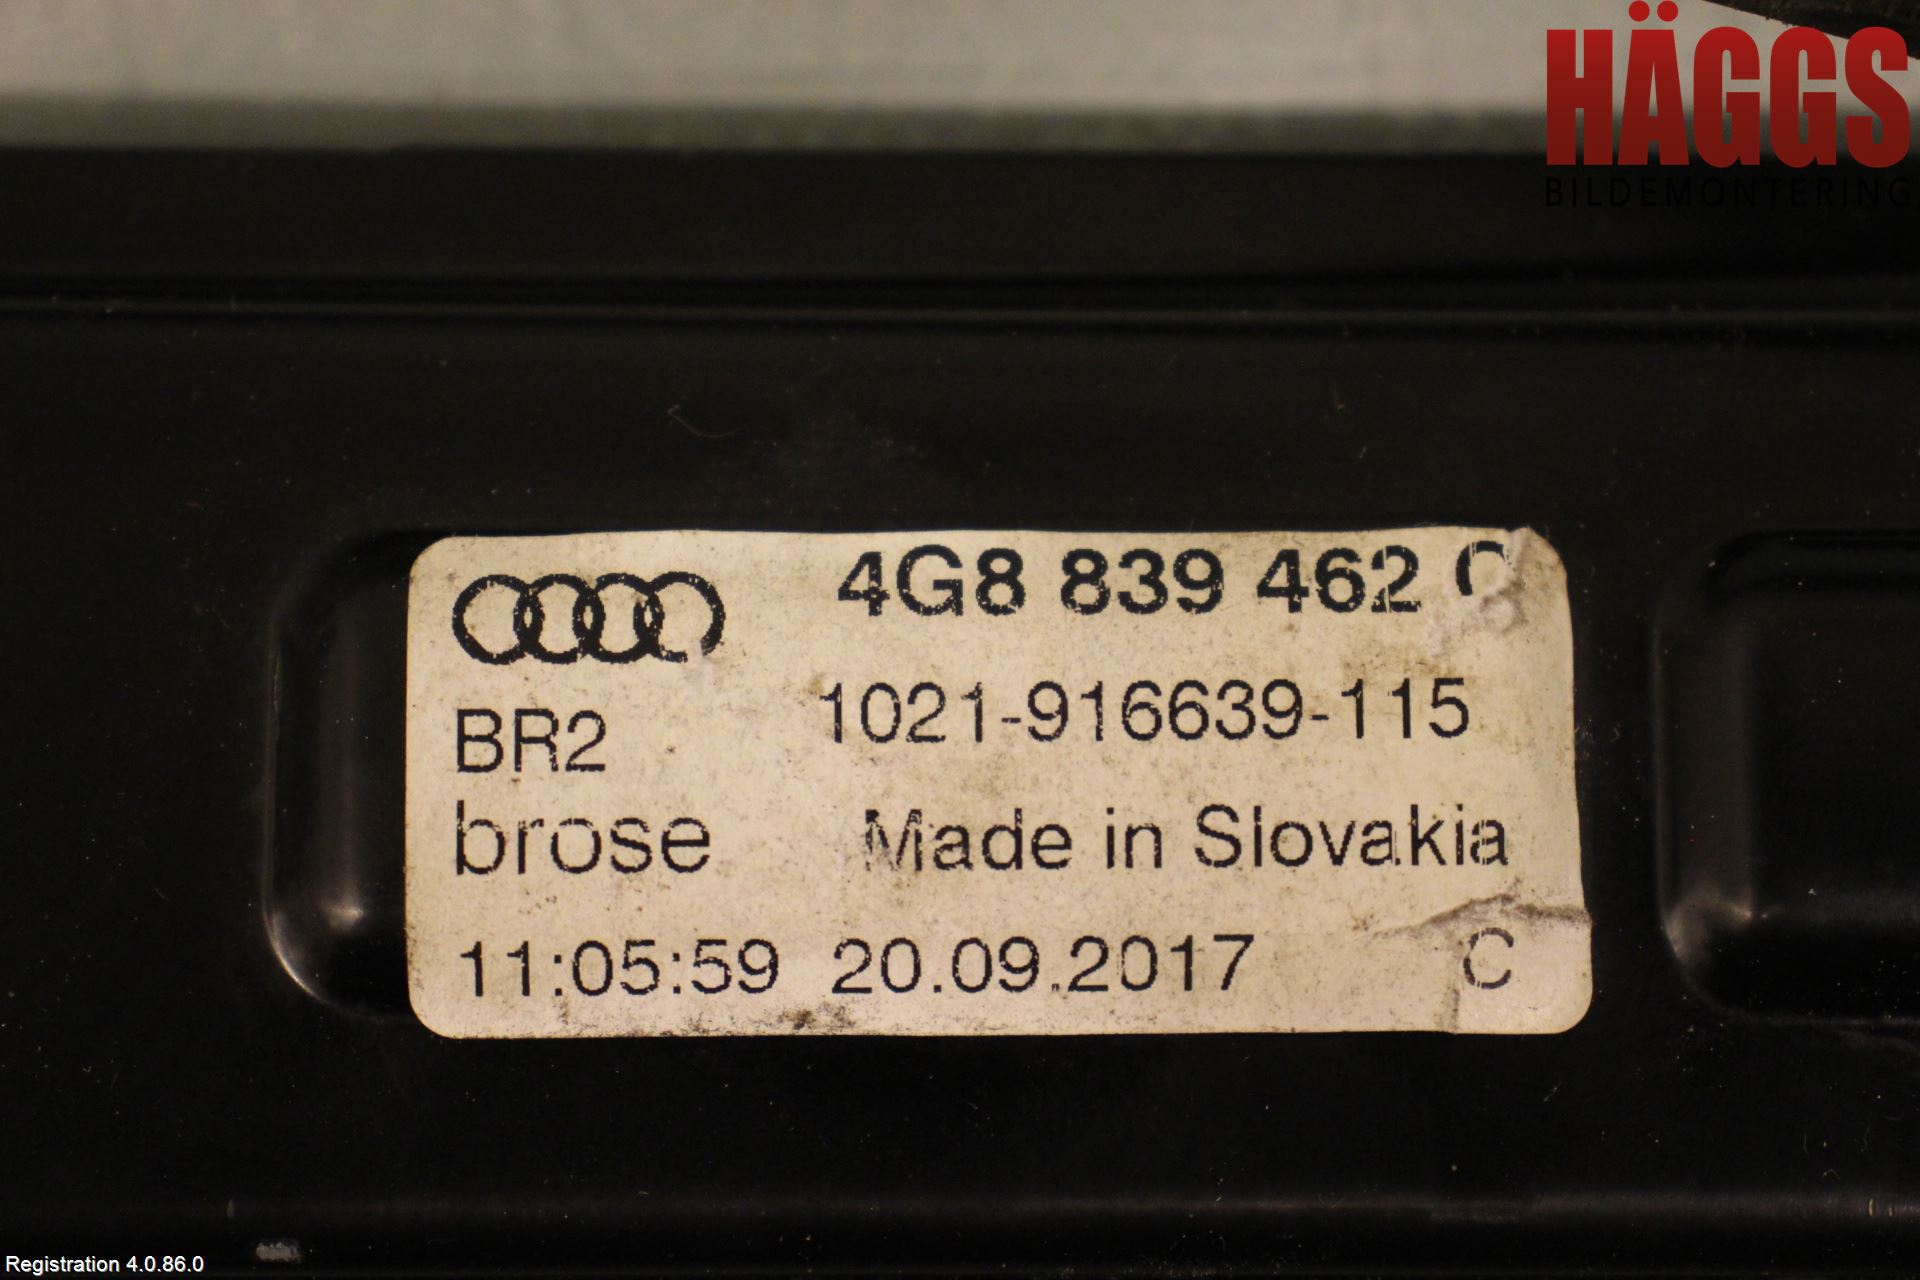 HÄGGS
BILDEMONTERING
4G8 839 462
BR2
1021-916639-115
brose
Made in Slovakia
11:05:59 20.09.2017 C
Registration 4.0.86.0